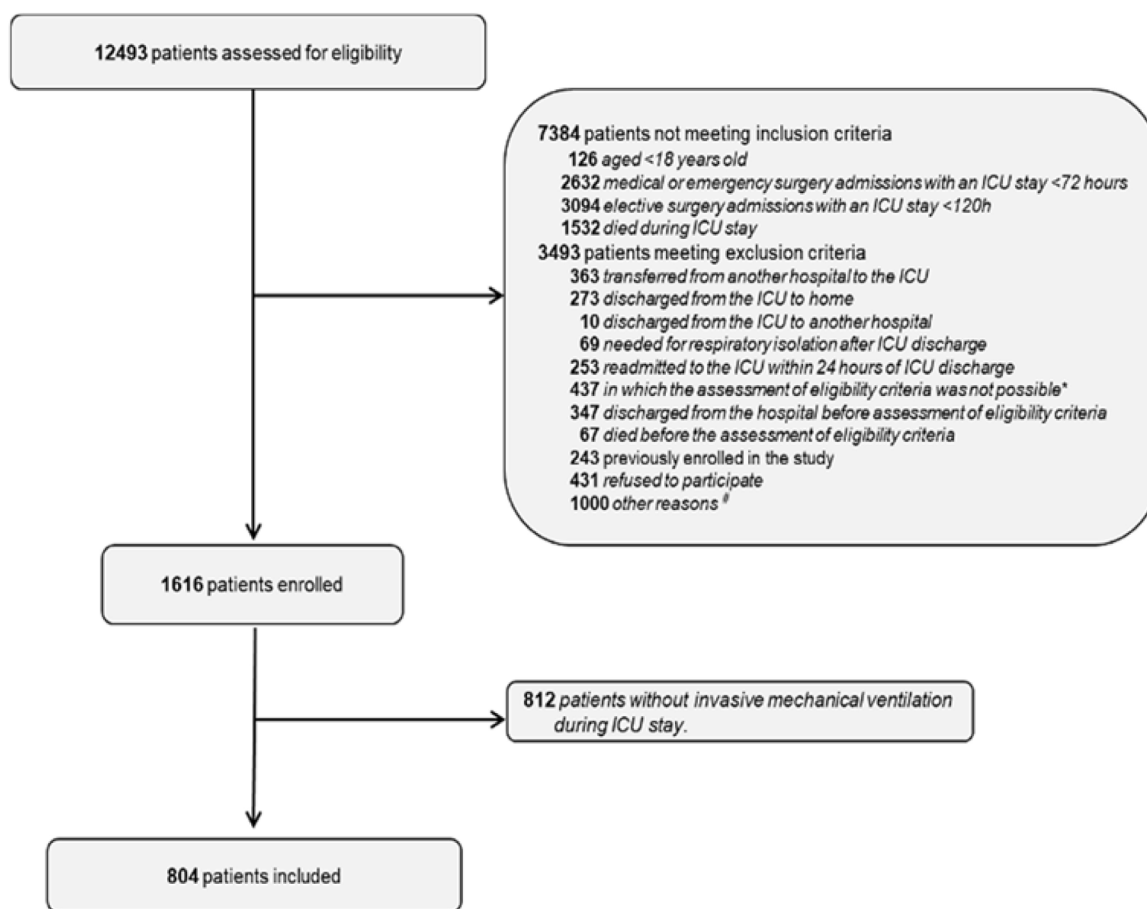 12493 patients assessed for eligibility
7384 patients not meeting inclusion criteria
126 aged <18 years old
2632 medical or emergency surgery admissions with an ICU stay <72 hours
3094 elective surgery admissions with an ICU stay <120h
1532 died during ICU stay
3493 patients meeting exclusion criteria
363 transferred from another hospital to the ICU
273 discharged from the ICU to home
10 discharged from the ICU to another hospital
69 needed for respiratory isolation after ICU discharge
253 readmitted to the ICU within 24 hours of ICU discharge
437 in which the assessment of eligibility criteria was not possible*
347 discharged from the hospital before assessment of eligibility criteria
67 died before the assessment of eligibility criteria
243 previously enrolled in the study
431 refused to participate
1000 other reasons #
1616 patients enrolled
812 patients without invasive mechanical ventilation
during ICU stay.
804 patients included